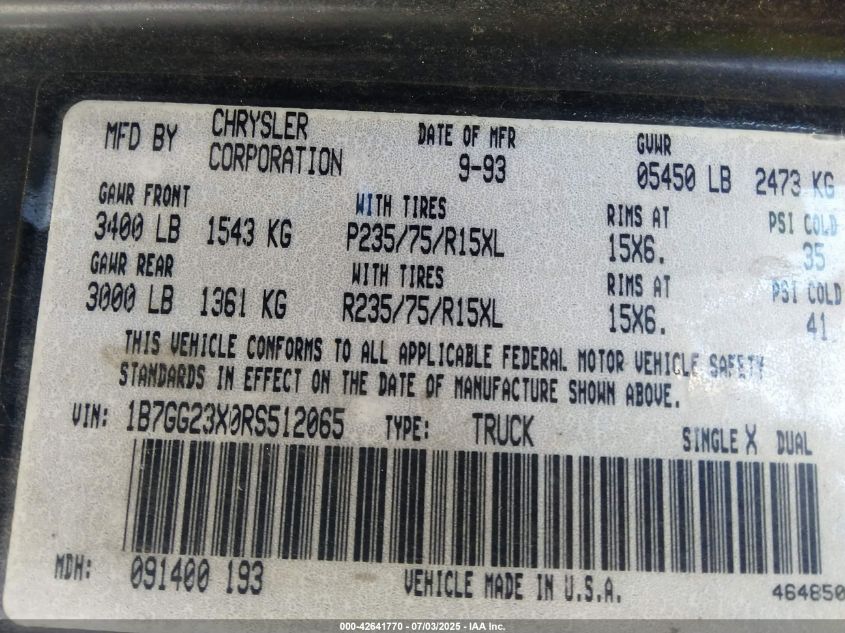 MFD BY CHRYSLER CORPORATION DATE OF MFR 9-93 GVWR 05450 LB 2473 KG
GAWR FRONT WITH TIRES RIMS AT PSI COLD
3400 LB 1543 KG P235/75/R15XL 15X6. 35
GAWR REAR WITH TIRES RIMS AT PSI COLD
3000 LB 1361 KG R235/75/R15XL 15X6. 41
THIS VEHICLE CONFORMS TO ALL APPLICABLE FEDERAL MOTOR VEHICLE SAFETY
STANDARDS IN EFFECT ON THE DATE OF MANUFACTURE SHOWN ABOVE.
VIN: 1B7GG23X0RS512065 TYPE: TRUCK SINGLE X DUAL
MDH: 091400 193 VEHICLE MADE IN U.S.A. 464850
000-42641770 - 07/03/2025 - IAA Inc.